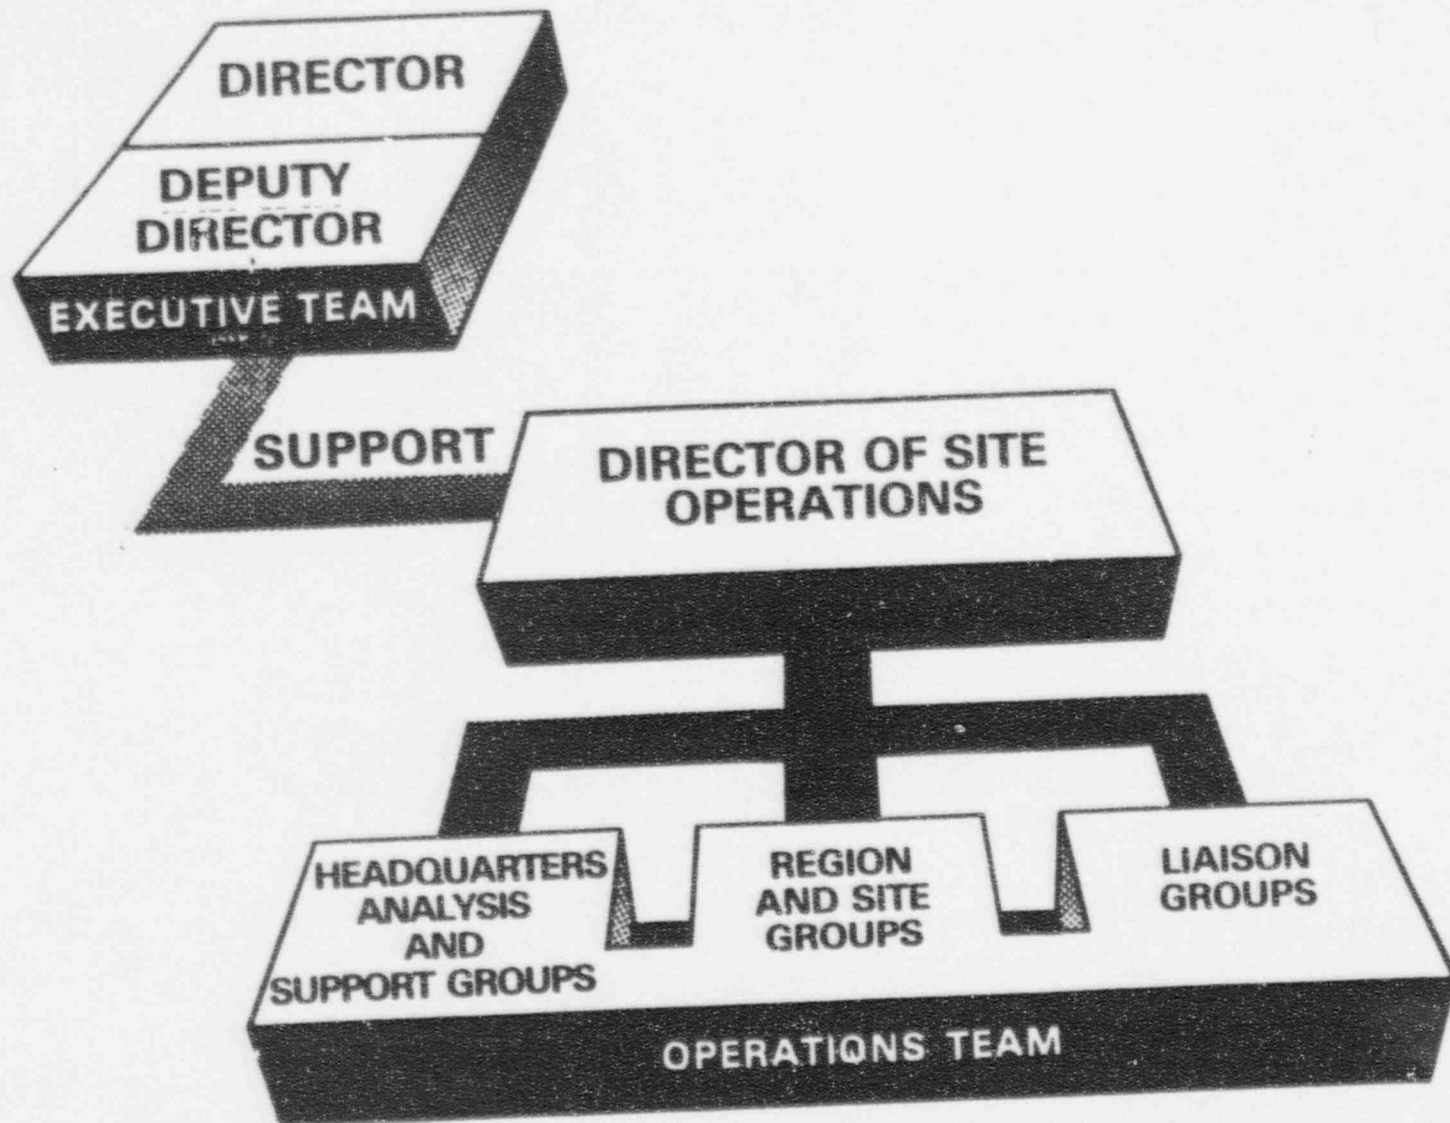 DIRECTOR
DEPUTY
DIRECTOR
EXECUTIVE TEAM
SUPPORT
DIRECTOR OF SITE
OPERATIONS
HEADQUARTERS
ANALYSIS
AND
SUPPORT GROUPS
REGION
AND SITE
GROUPS
LIAISON
GROUPS
OPERATIONS TEAM